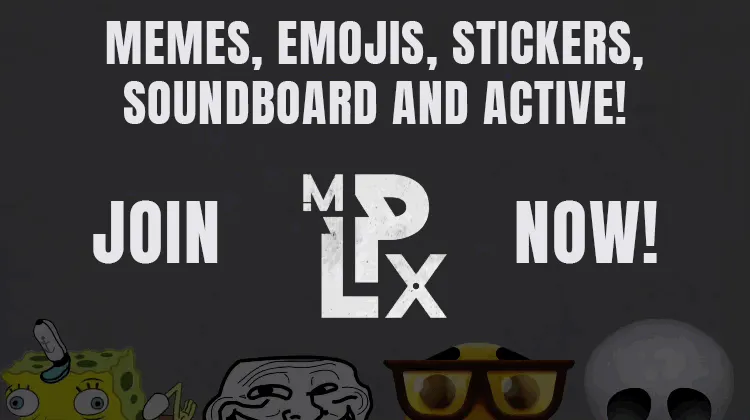 MEMES, EMOJIS, STICKERS,
SOUNDBOARD AND ACTIVE!
JOIN
M
LPX
NOW!